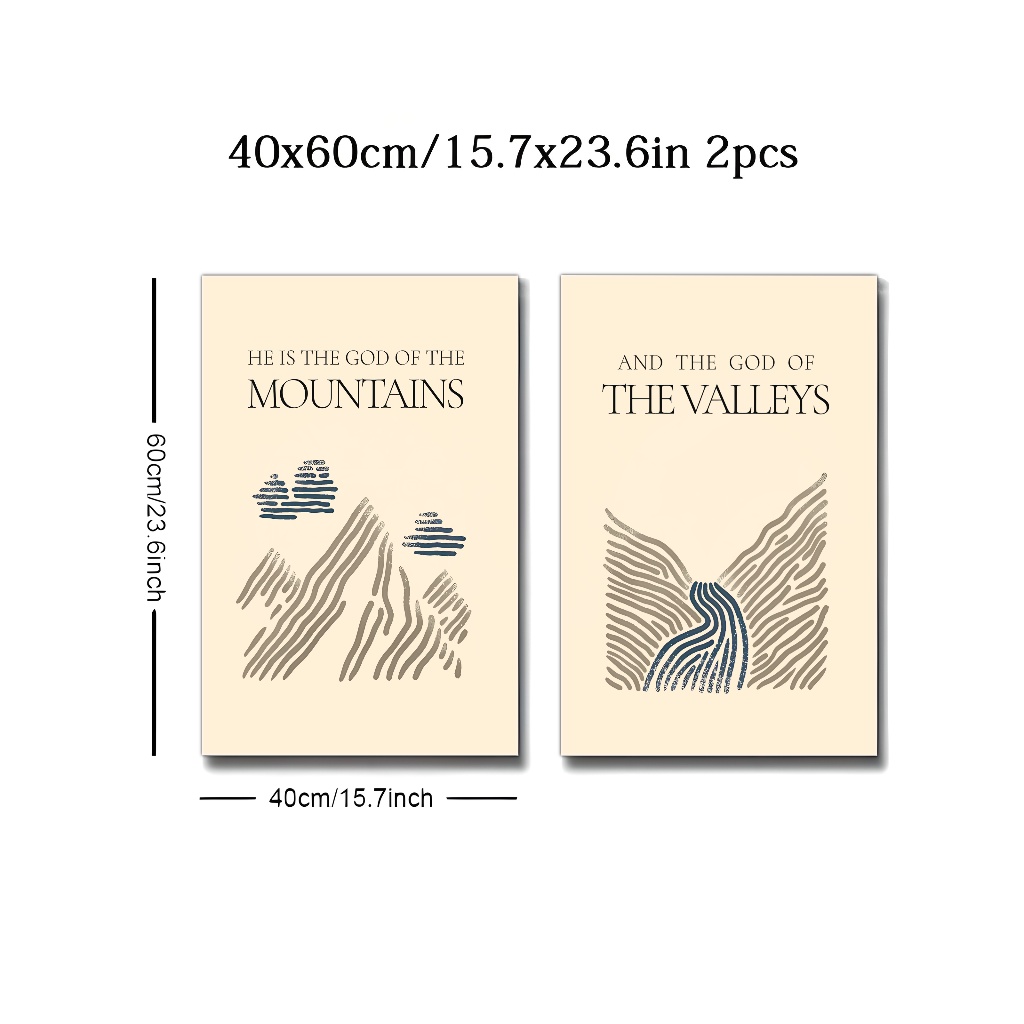 40x60cm/15.7x23.6in 2pcs
HE IS THE GOD OF THE
MOUNTAINS
AND THE GOD OF
THE VALLEYS
60cm/23.6inch
40cm/15.7inch